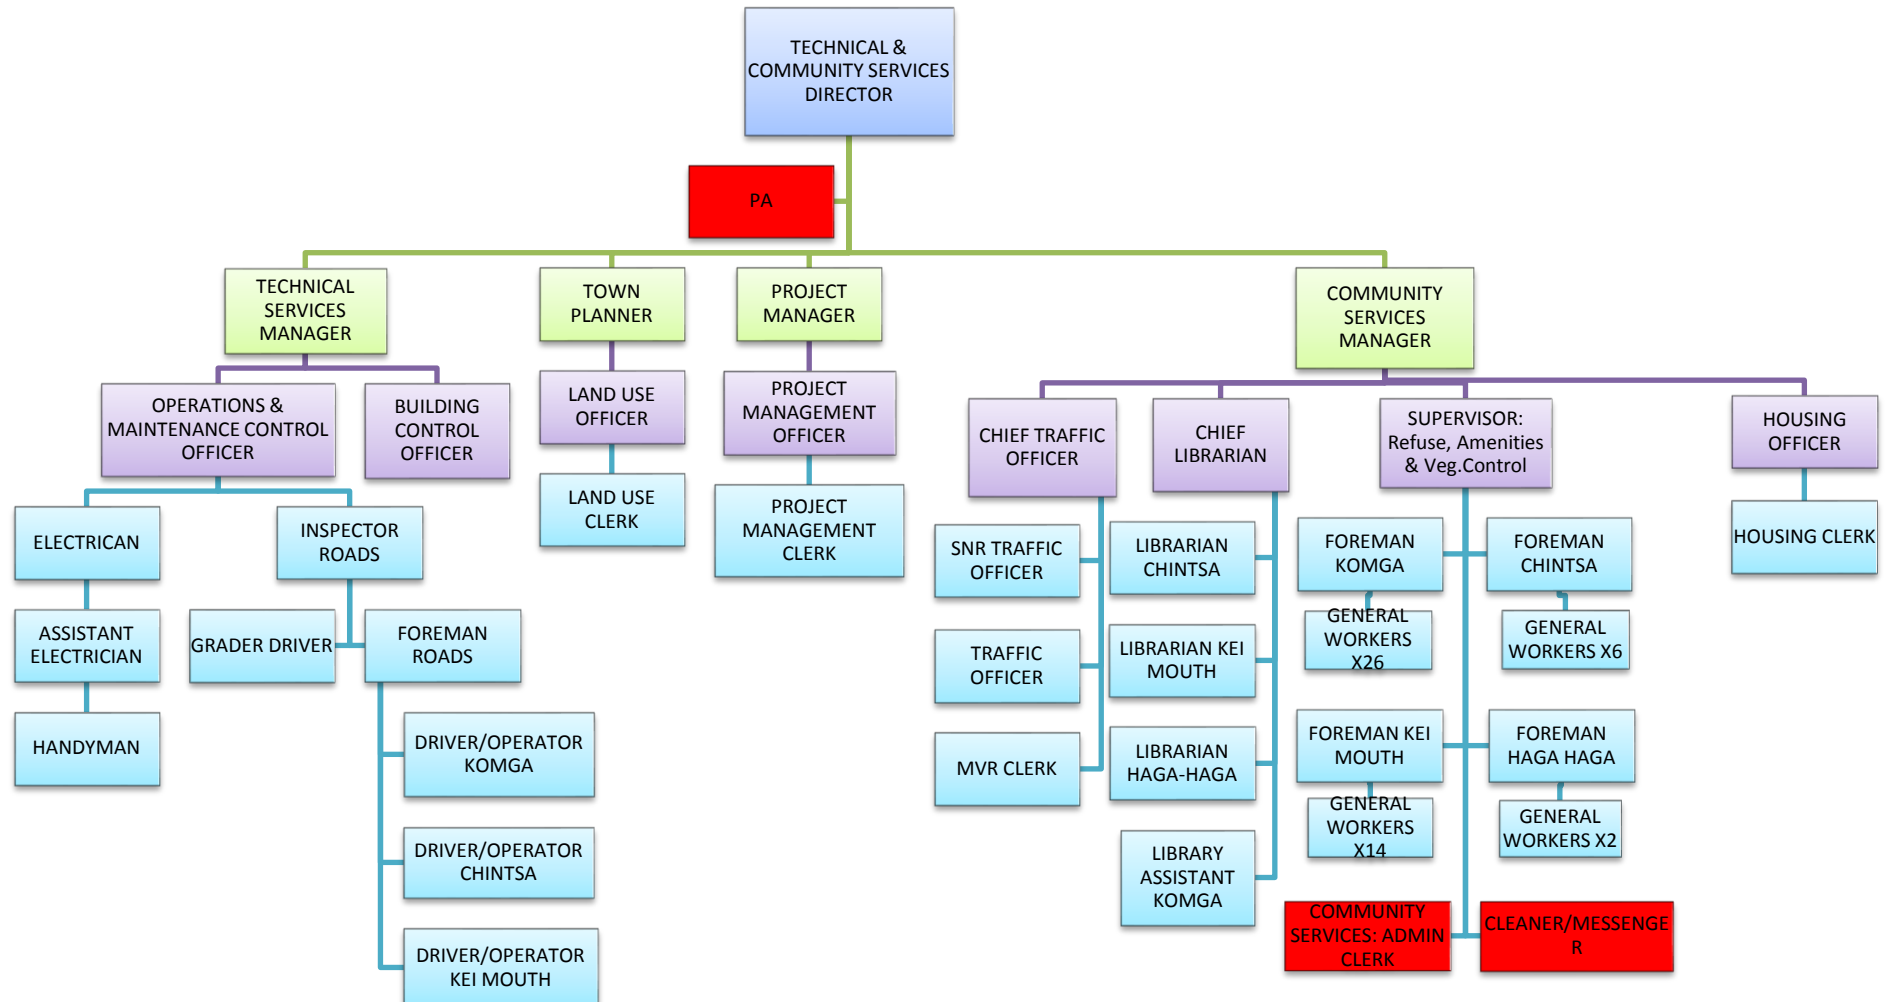 TECHNICAL &
COMMUNITY SERVICES
DIRECTOR
PA
TECHNICAL
SERVICES
MANAGER
TOWN
PLANNER
PROJECT
MANAGER
COMMUNITY
SERVICES
MANAGER
OPERATIONS &
MAINTENANCE CONTROL
OFFICER
BUILDING
CONTROL
OFFICER
LAND USE
OFFICER
PROJECT
MANAGEMENT
OFFICER
CHIEF TRAFFIC
OFFICER
CHIEF
LIBRARIAN
SUPERVISOR:
Refuse, Amenities
& Veg.Control
HOUSING
OFFICER
ELECTRICAN
INSPECTOR
ROADS
LAND USE
CLERK
PROJECT
MANAGEMENT
CLERK
SNR TRAFFIC
OFFICER
LIBRARIAN
CHINTSA
FOREMAN
KOMGA
FOREMAN
CHINTSA
HOUSING CLERK
ASSISTANT
ELECTRICIAN
GRADER DRIVER
FOREMAN
ROADS
TRAFFIC
OFFICER
LIBRARIAN KEI
MOUTH
GENERAL
WORKERS
X26
GENERAL
WORKERS X6
HANDYMAN
DRIVER/OPERATOR
KOMGA
MVR CLERK
LIBRARIAN
HAGA-HAGA
FOREMAN KEI
MOUTH
FOREMAN
HAGA HAGA
GENERAL
WORKERS
X14
GENERAL
WORKERS X2
DRIVER/OPERATOR
CHINTSA
LIBRARY
ASSISTANT
KOMGA
COMMUNITY
SERVICES: ADMIN
CLERK
CLEANER/MESSENGE
R
DRIVER/OPERATOR
KEI MOUTH